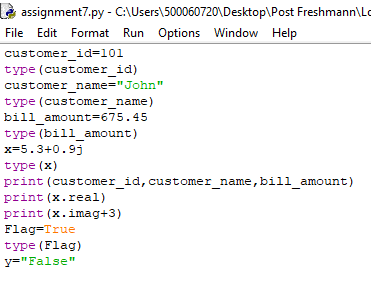 assignment7.py - C:\Users\500060720\Desktop\Post Freshmann\Lo
File Edit Format Run Options Window Help
customer_id=101
type(customer_id)
customer_name="John"
type(customer_name)
bill_amount=675.45
type(bill_amount)
x=5.3+0.9j
type(x)
print(customer_id,customer_name,bill_amount)
print(x.real)
print(x.imag+3)
Flag=True
type(Flag)
y="False"